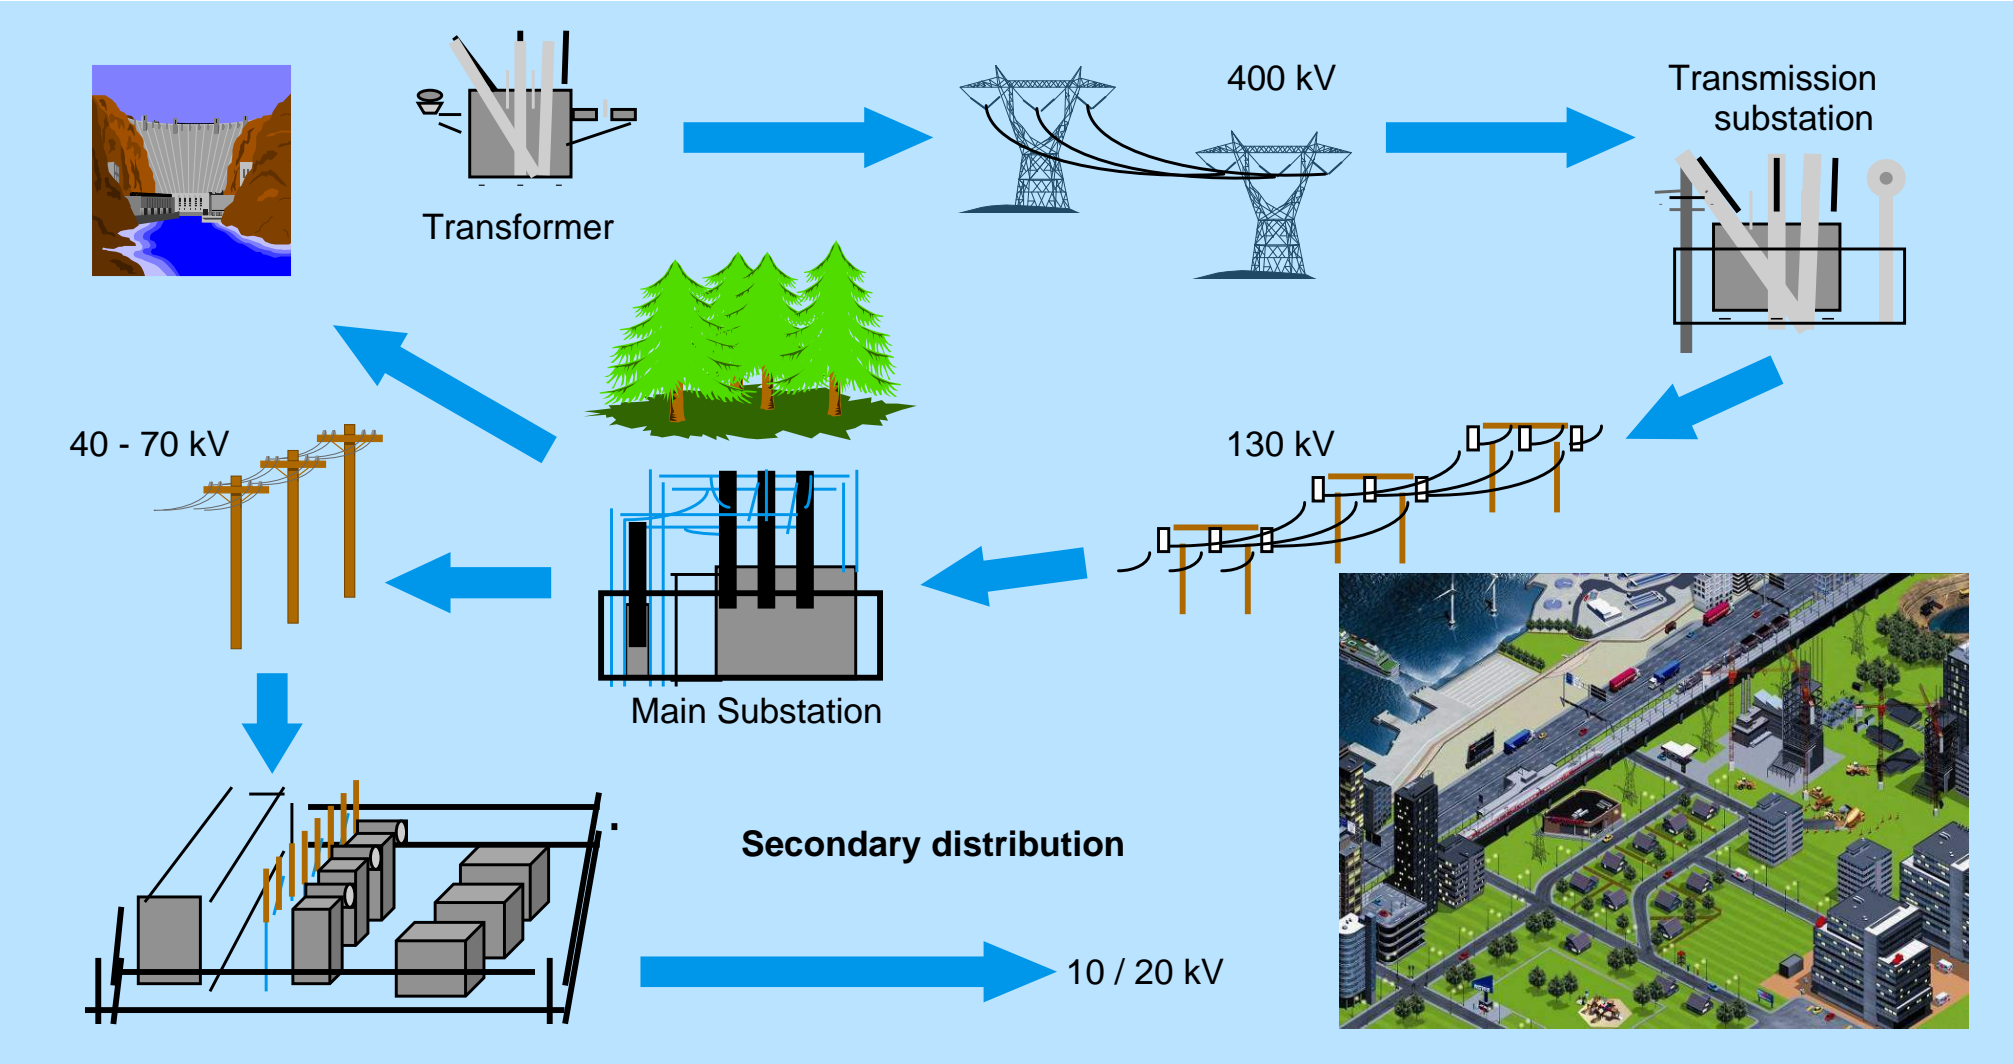 400 kV
Transmission
substation
Transformer
40 - 70 kV
130 kV
Main Substation
Secondary distribution
10 / 20 kV